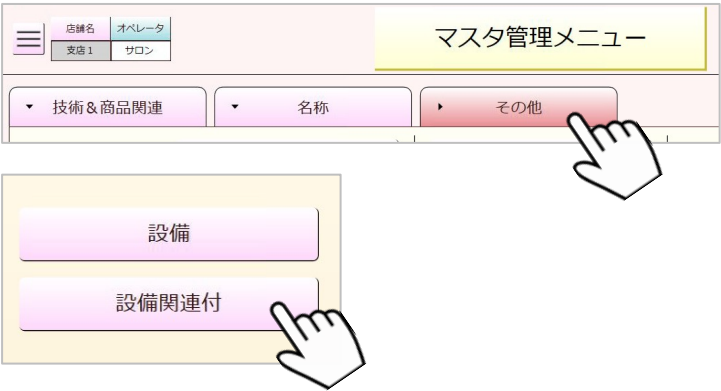 店舗名 オペレータ
支店1 サロン
マスタ管理メニュー
技術&商品関連 名称 その他
設備
設備関連付